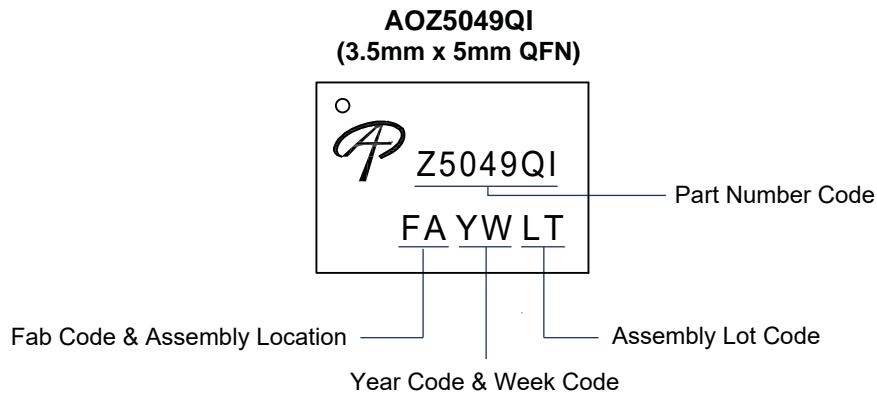 AOZ5049QI
(3.5mm x 5mm QFN)
Z5049QI
Part Number Code
FA YW LT
Fab Code & Assembly Location
Assembly Lot Code
Year Code & Week Code